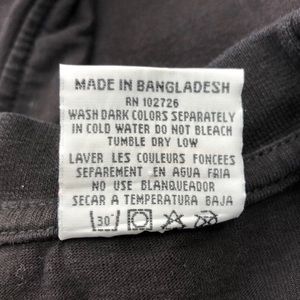 MADE IN BANGLADESH
RN 102726
WASH DARK COLORS SEPARATELY
IN COLD WATER DO NOT BLEACH
TUMBLE DRY LOW
LAVER LES COULEURS FONCEES
SEPAREMENT EN AGUA FRIA
NO USE BLANQUEADOR
SECAR A TEMPERATURA BAJA
30°